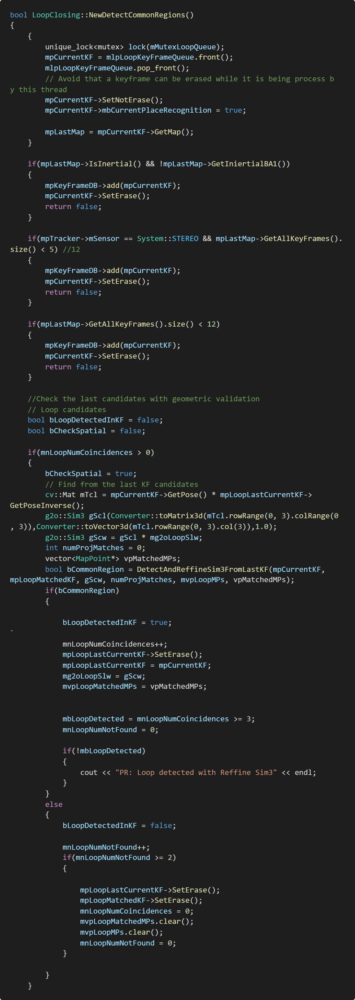 bool LoopClosing::NewDetectCommonRegions()
{
    {
        unique_lock<mutex> lock(mMutexLoopQueue);
        mpCurrentKF = mlpLoopKeyFrameQueue.front();
        mlpLoopKeyFrameQueue.pop_front();
        // Avoid that a keyframe can be erased while it is being process b
y this thread
        mpCurrentKF->SetNotErase();
        mpCurrentKF->mbCurrentPlaceRecognition = true;

        mpLastMap = mpCurrentKF->GetMap();
    }

    if(mpLastMap->IsInertial() && !mpLastMap->GetIniertialBA1())
    {
        mpKeyFrameDB->add(mpCurrentKF);
        mpCurrentKF->SetErase();
        return false;
    }

    if(mpTracker->mSensor == System::STEREO && mpLastMap->GetAllKeyFrames().
size() < 5) //12
    {
        mpKeyFrameDB->add(mpCurrentKF);
        mpCurrentKF->SetErase();
        return false;
    }

    if(mpLastMap->GetAllKeyFrames().size() < 12)
    {
        mpKeyFrameDB->add(mpCurrentKF);
        mpCurrentKF->SetErase();
        return false;
    }

    //Check the last candidates with geometric validation
    // Loop candidates
    bool bLoopDetectedInKF = false;
    bool bCheckSpatial = false;

    if(mnLoopNumCoincidences > 0)
    {
        bCheckSpatial = true;
        // Find from the last KF candidates
        cv::Mat mTcl = mpCurrentKF->GetPose() * mpLoopLastCurrentKF->
GetPoseInverse();
        g2o::Sim3 gScl(Converter::toMatrix3d(mTcl.rowRange(0, 3).colRange(0
, 3)),Converter::toVector3d(mTcl.rowRange(0, 3).col(3)),1.0);
        g2o::Sim3 gScw = gScl * mg2oLoopSlw;
        int numProjMatches = 0;
        vector<MapPoint*> vpMatchedMPs;
        bool bCommonRegion = DetectAndReffineSim3FromLastKF(mpCurrentKF,
mpLoopMatchedKF, gScw, numProjMatches, mvpLoopMPs, vpMatchedMPs);
        if(bCommonRegion)
        {

            bLoopDetectedInKF = true;
`
            mnLoopNumCoincidences++;
            mpLoopLastCurrentKF->SetErase();
            mpLoopLastCurrentKF = mpCurrentKF;
            mg2oLoopSlw = gScw;
            mvpLoopMatchedMPs = vpMatchedMPs;


            mbLoopDetected = mnLoopNumCoincidences >= 3;
            mnLoopNumNotFound = 0;

            if(!mbLoopDetected)
            {
                cout << "PR: Loop detected with Reffine Sim3" << endl;
            }
        }
        else
        {
            bLoopDetectedInKF = false;

            mnLoopNumNotFound++;
            if(mnLoopNumNotFound >= 2)
            {

                mpLoopLastCurrentKF->SetErase();
                mpLoopMatchedKF->SetErase();
                mnLoopNumCoincidences = 0;
                mvpLoopMatchedMPs.clear();
                mvpLoopMPs.clear();
                mnLoopNumNotFound = 0;
            }

        }
    }